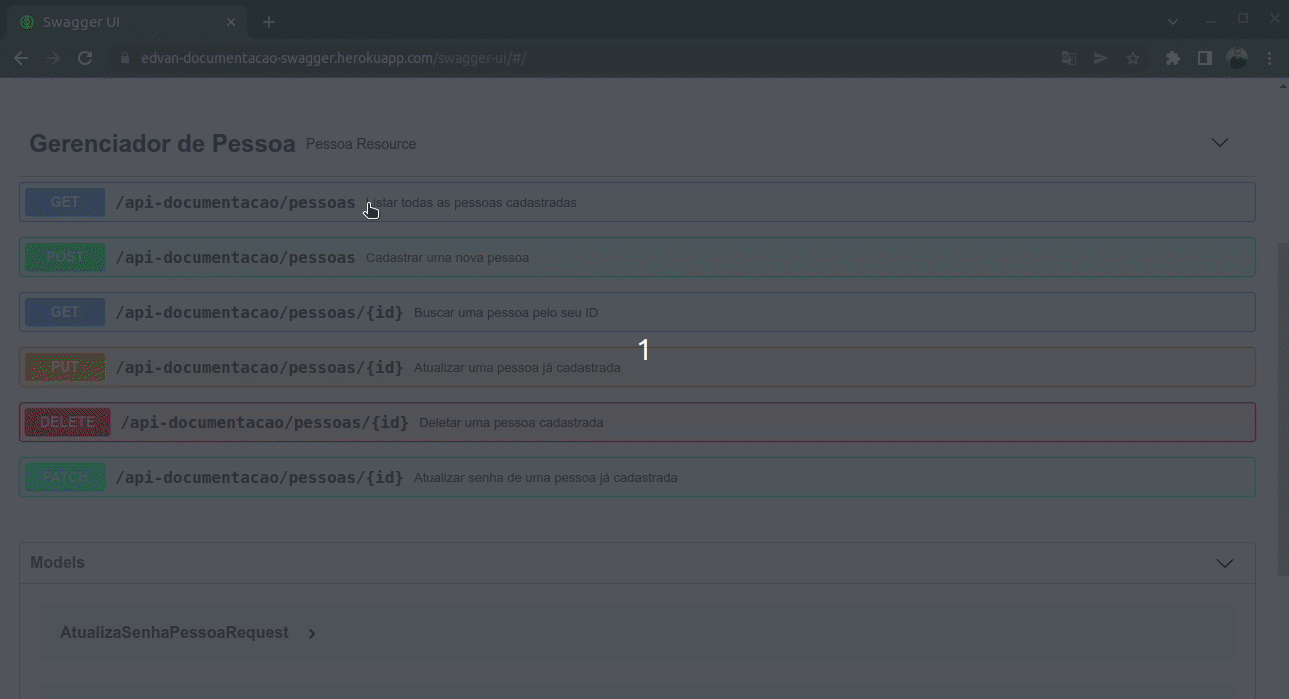 Swagger UI
edvan-documentacao-swagger.herokuapp.com/swagger-ui/#/
Gerenciador de Pessoa Pessoa Resource
GET /api-documentacao/pessoas Listar todas as pessoas cadastradas
POST /api-documentacao/pessoas Cadastrar uma nova pessoa
GET /api-documentacao/pessoas/{id} Buscar uma pessoa pelo seu ID
1
PUT /api-documentacao/pessoas/{id} Atualizar uma pessoa já cadastrada
DELETE /api-documentacao/pessoas/{id} Deletar uma pessoa cadastrada
PATCH /api-documentacao/pessoas/{id} Atualizar senha de uma pessoa já cadastrada
Models
AtualizaSenhaPessoaRequest